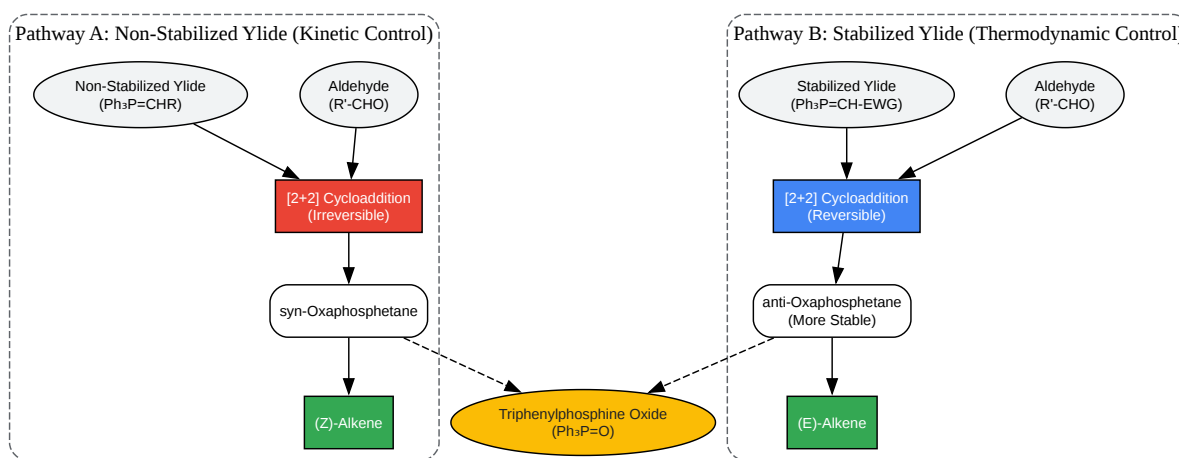 Pathway A: Non-Stabilized Ylide (Kinetic Control)
Non-Stabilized Ylide
(Ph₃P=CHR)
Aldehyde
(R'-CHO)
[2+2] Cycloaddition
(Irreversible)
syn-Oxaphosphetane
(Z)-Alkene
Pathway B: Stabilized Ylide (Thermodynamic Control)
Stabilized Ylide
(Ph₃P=CH-EWG)
Aldehyde
(R'-CHO)
[2+2] Cycloaddition
(Reversible)
anti-Oxaphosphetane
(More Stable)
(E)-Alkene
Triphenylphosphine Oxide
(Ph₃P=O)